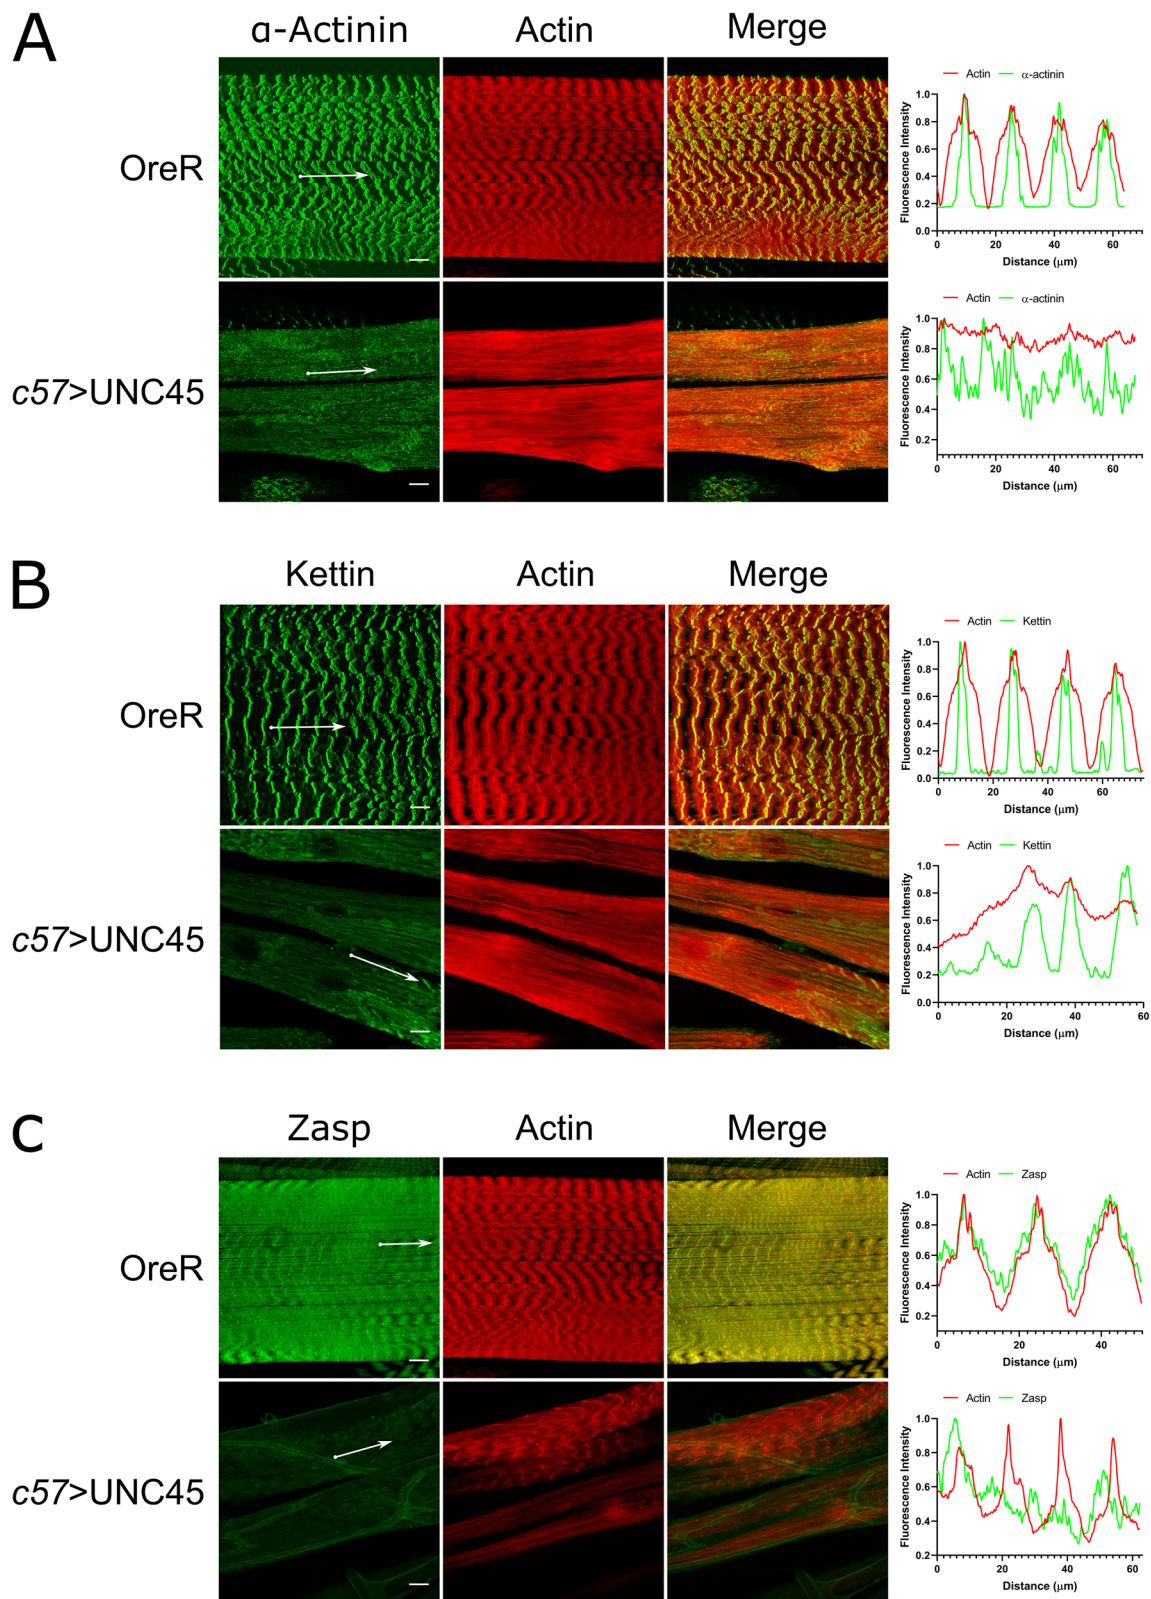 A
α-Actinin Actin Merge
OreR
Actin α-actinin
Fluorescence Intensity
1.0
0.8
0.6
0.4
0.2
0.0
0 20 40 60
Distance (μm)
c57>UNC45
Actin α-actinin
Fluorescence Intensity
1.0
0.8
0.6
0.4
0.2
0 20 40 60
Distance (μm)
B
Kettin Actin Merge
OreR
Actin Kettin
Fluorescence Intensity
1.0
0.8
0.6
0.4
0.2
0.0
0 20 40 60
Distance (μm)
c57>UNC45
Actin Kettin
Fluorescence Intensity
1.0
0.8
0.6
0.4
0.2
0.0
0 20 40 60
Distance (μm)
C
Zasp Actin Merge
OreR
Actin Zasp
Fluorescence Intensity
1.0
0.8
0.6
0.4
0.2
0 20 40
Distance (μm)
c57>UNC45
Actin Zasp
Fluorescence Intensity
1.0
0.8
0.6
0.4
0.2
0 20 40 60
Distance (μm)